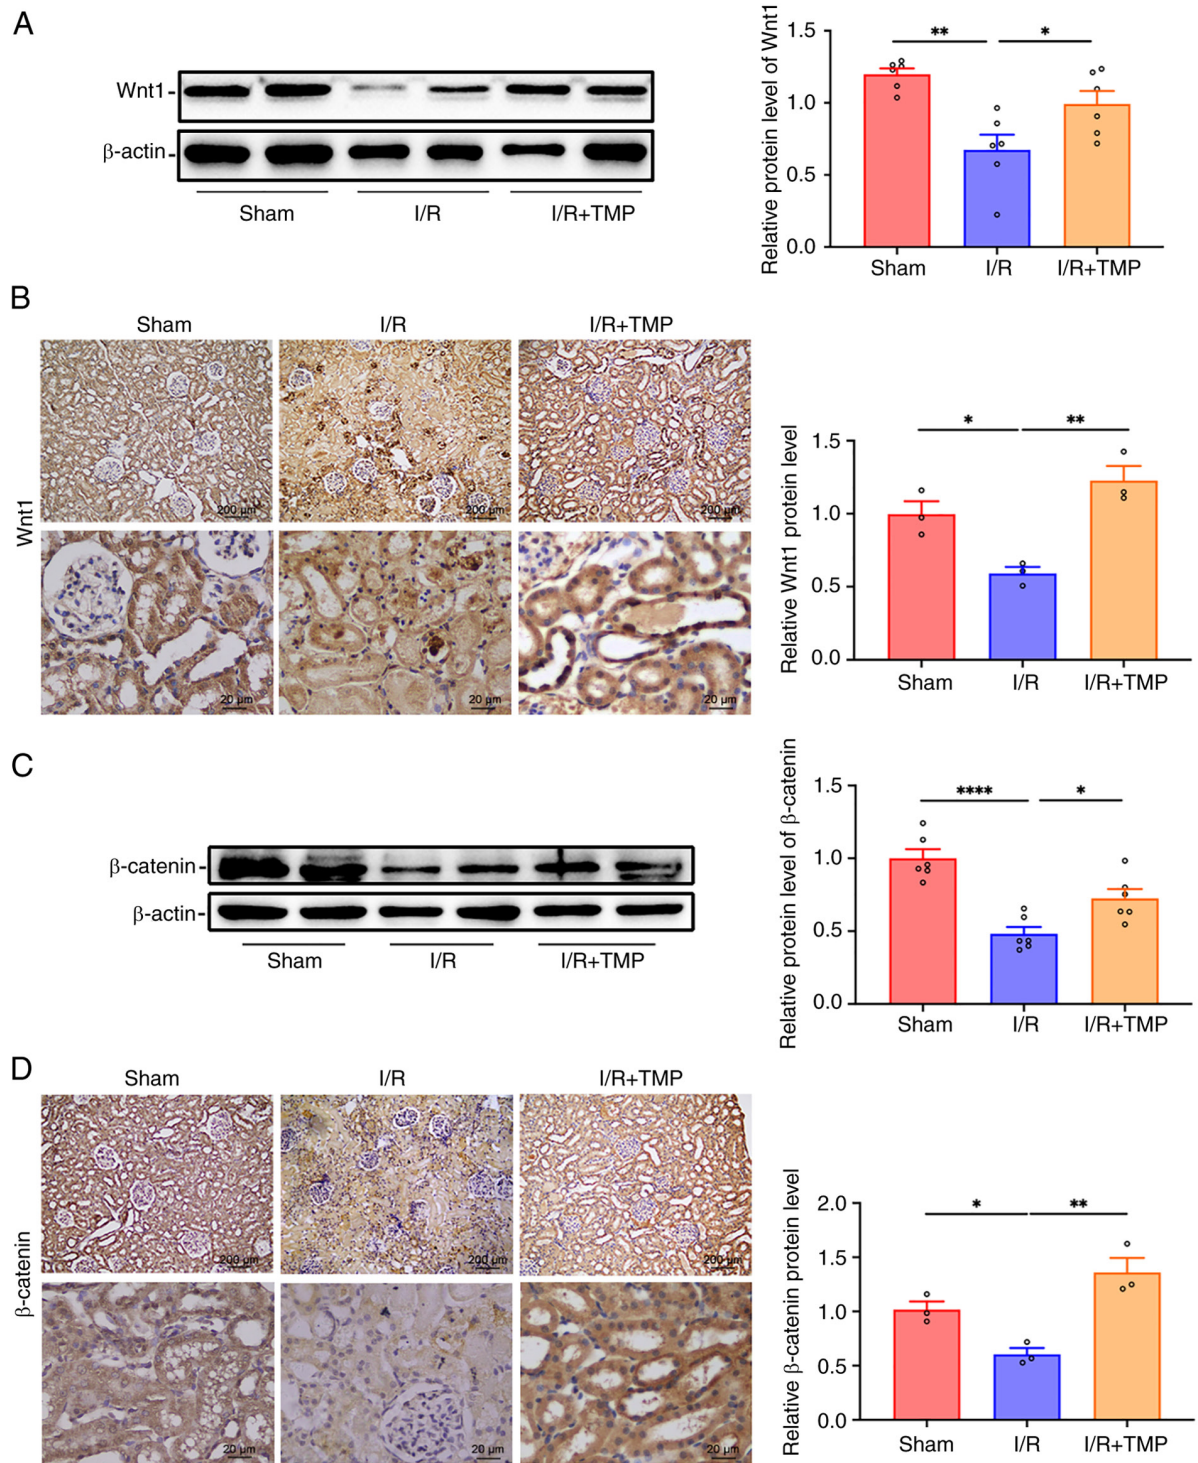 A
Wnt1
β-actin
Sham
I/R
I/R+TMP
Relative protein level of Wnt1
1.5
1.0
0.5
0.0
**
*
Sham
I/R
I/R+TMP
B
Sham
I/R
I/R+TMP
Wnt1
200 µm
200 µm
200 µm
20 µm
20 µm
20 µm
Relative Wnt1 protein level
1.5
1.0
0.5
0.0
*
**
Sham
I/R
I/R+TMP
C
β-catenin
β-actin
Sham
I/R
I/R+TMP
Relative protein level of β-catenin
1.5
1.0
0.5
0.0
****
*
Sham
I/R
I/R+TMP
D
Sham
I/R
I/R+TMP
β-catenin
200 µm
200 µm
200 µm
20 µm
20 µm
20 µm
Relative β-catenin protein level
2.0
1.5
1.0
0.5
0.0
*
**
Sham
I/R
I/R+TMP